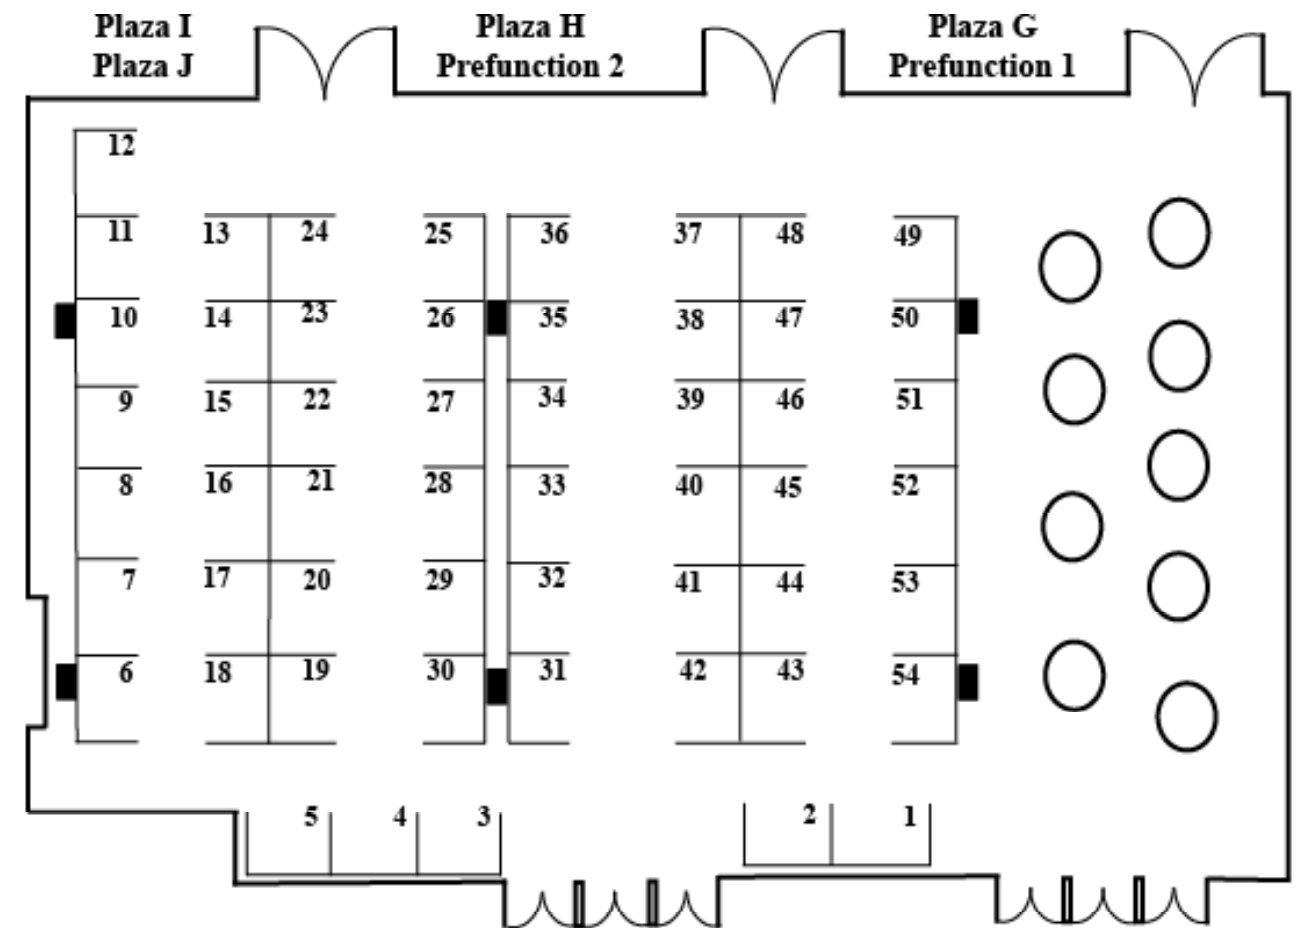 Plaza I Plaza H Plaza G
Plaza J Prefunction 2 Prefunction 1
12
11 13 24 25 36 37 48 49
10 14 23 26 35 38 47 50
9 15 22 27 34 39 46 51
8 16 21 28 33 40 45 52
7 17 20 29 32 41 44 53
6 18 19 30 31 42 43 54
5 4 3 2 1